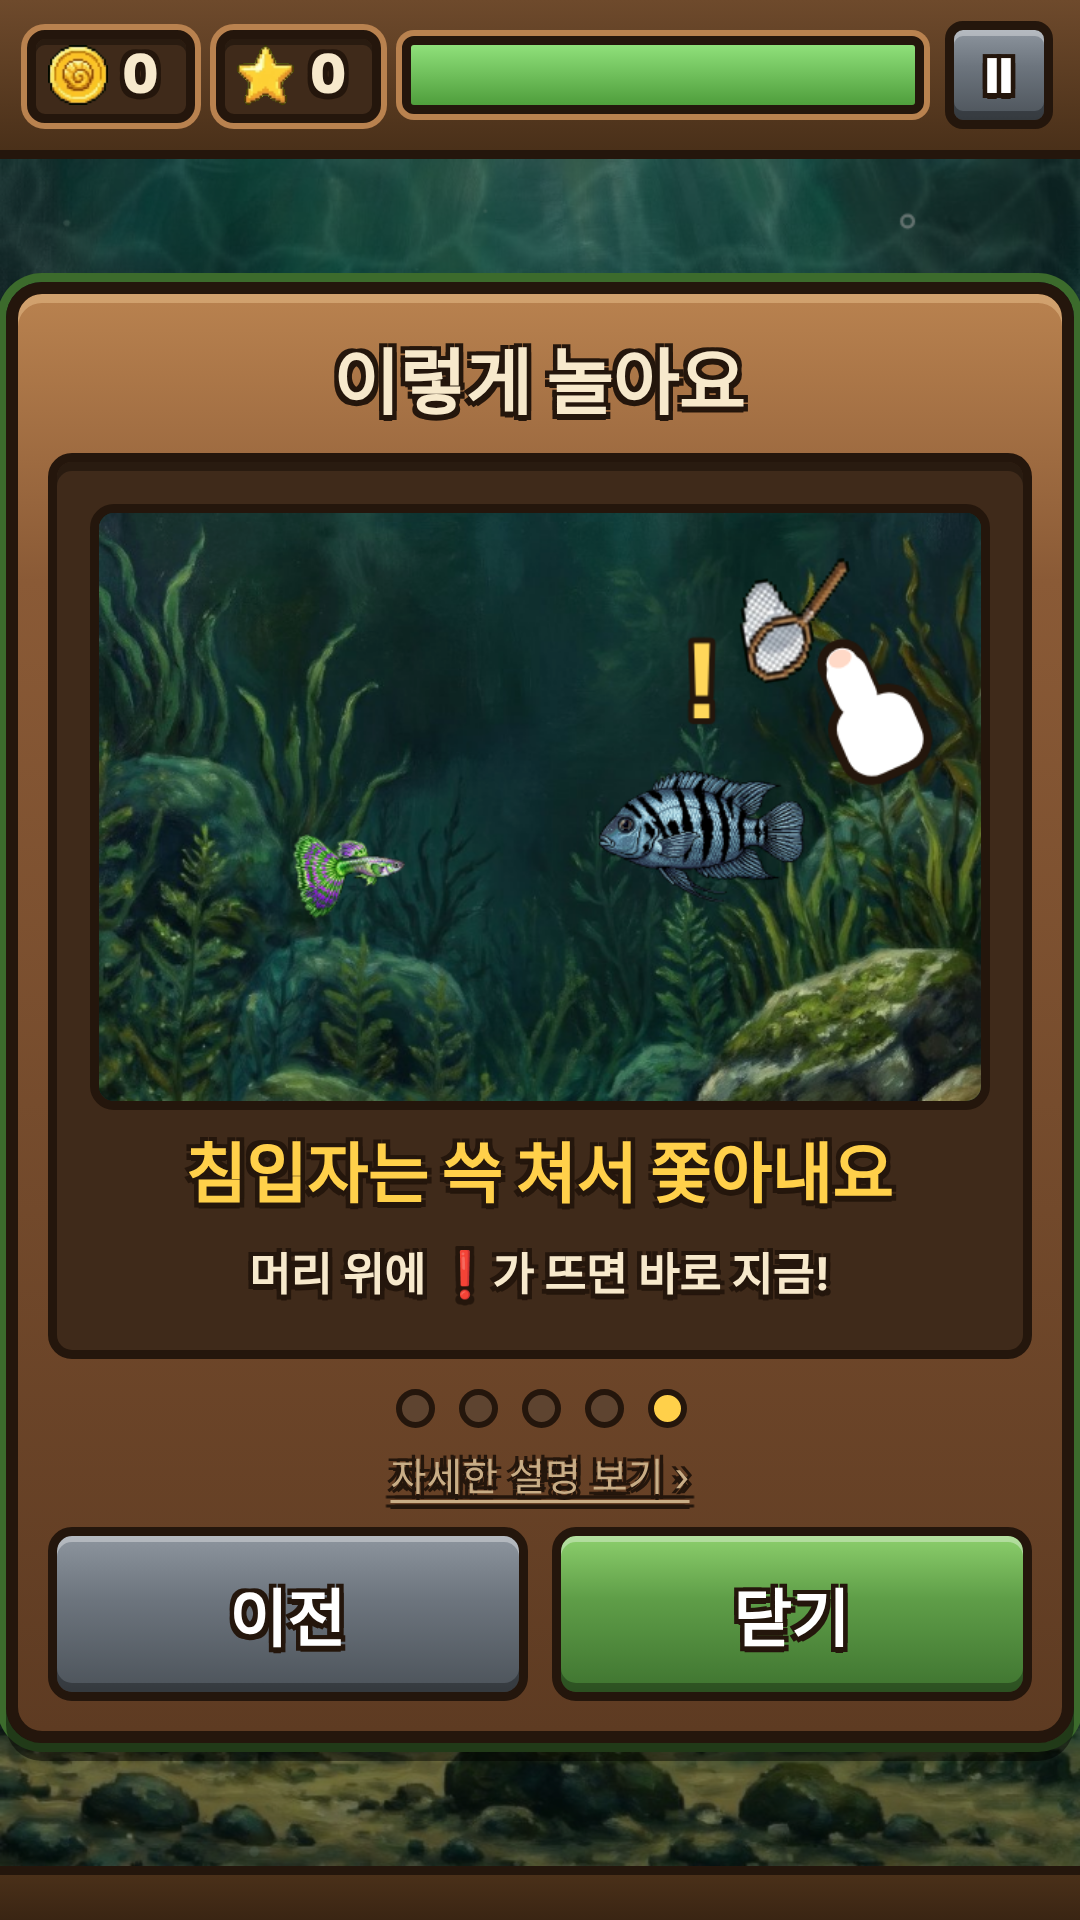 0
0
이렇게 놀아요
!
침입자는 쓱 쳐서 쫓아내요
머리 위에 ❗가 뜨면 바로 지금!
자세한 설명 보기 ›
이전
닫기